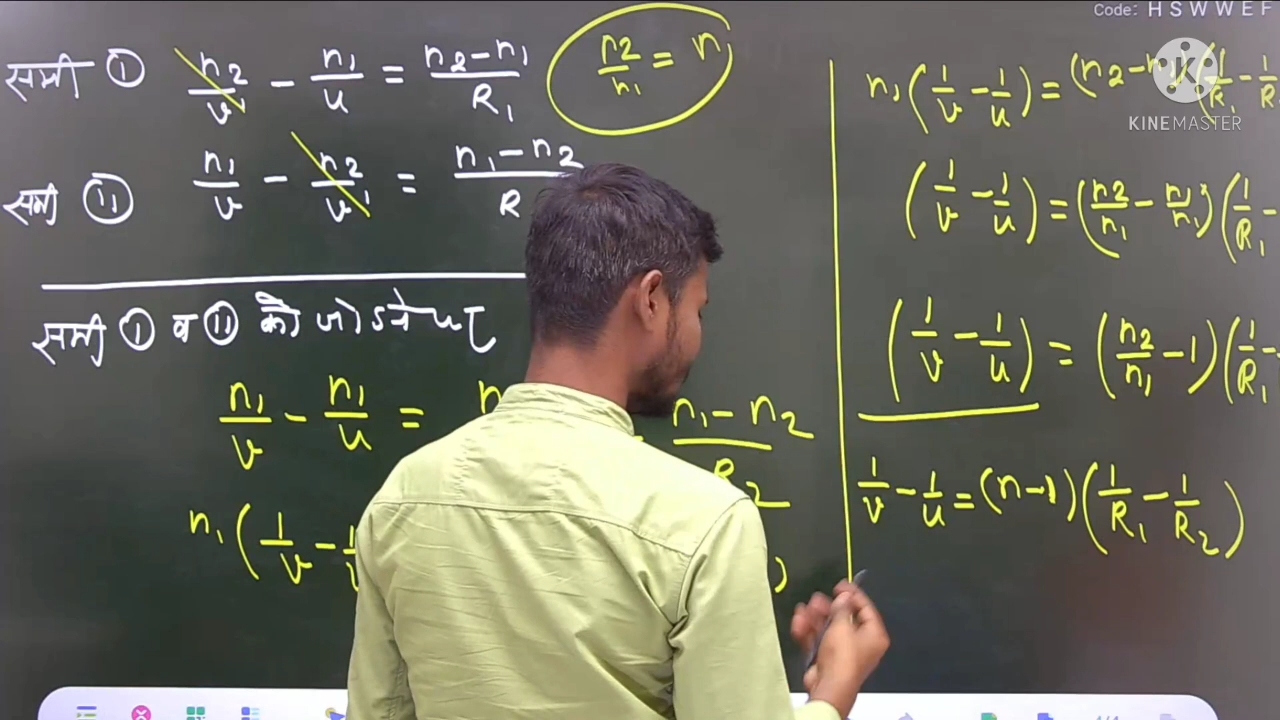 Code: H S W W E F
समी ① n2/v' - n1/u = n2-n1/R1
n2/n1 = n
समी ⑪ n1/v - n2/v' = n1-n2/R
समी ① व ⑪ को जोडने पर
n1/v - n1/u = n1-n2/R2
n1(1/v -
n1(1/v - 1/u) = (n2-n1)(1/R1 - 1/R
(1/v - 1/u) = (n2/n1 - n1/n1)(1/R1 -
(1/v - 1/u) = (n2/n1 - 1)(1/R1 -
1/v - 1/u = (n-1)(1/R1 - 1/R2)
KINEMASTER